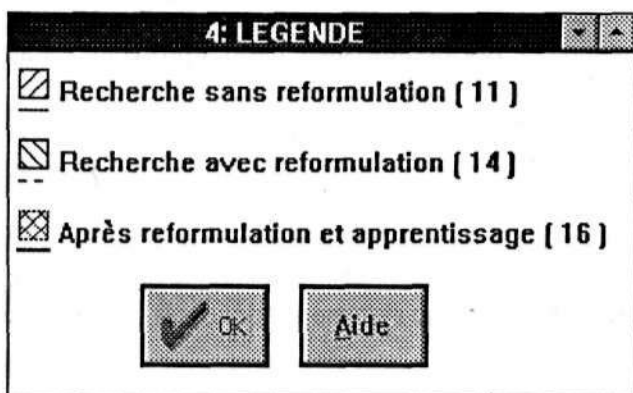 4: LEGENDE
Recherche sans reformulation ( 11 )
Recherche avec reformulation ( 14 )
Après reformulation et apprentissage ( 16 )
OK
Aide